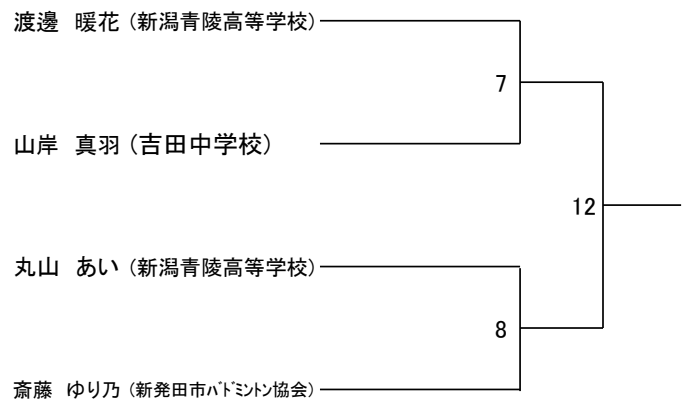 渡邊　暖花（新潟青陵高等学校）
7
山岸　真羽（吉田中学校）
12
丸山　あい（新潟青陵高等学校）
8
斎藤　ゆり乃（新発田市ﾊﾞﾄﾞﾐﾝﾄﾝ協会）